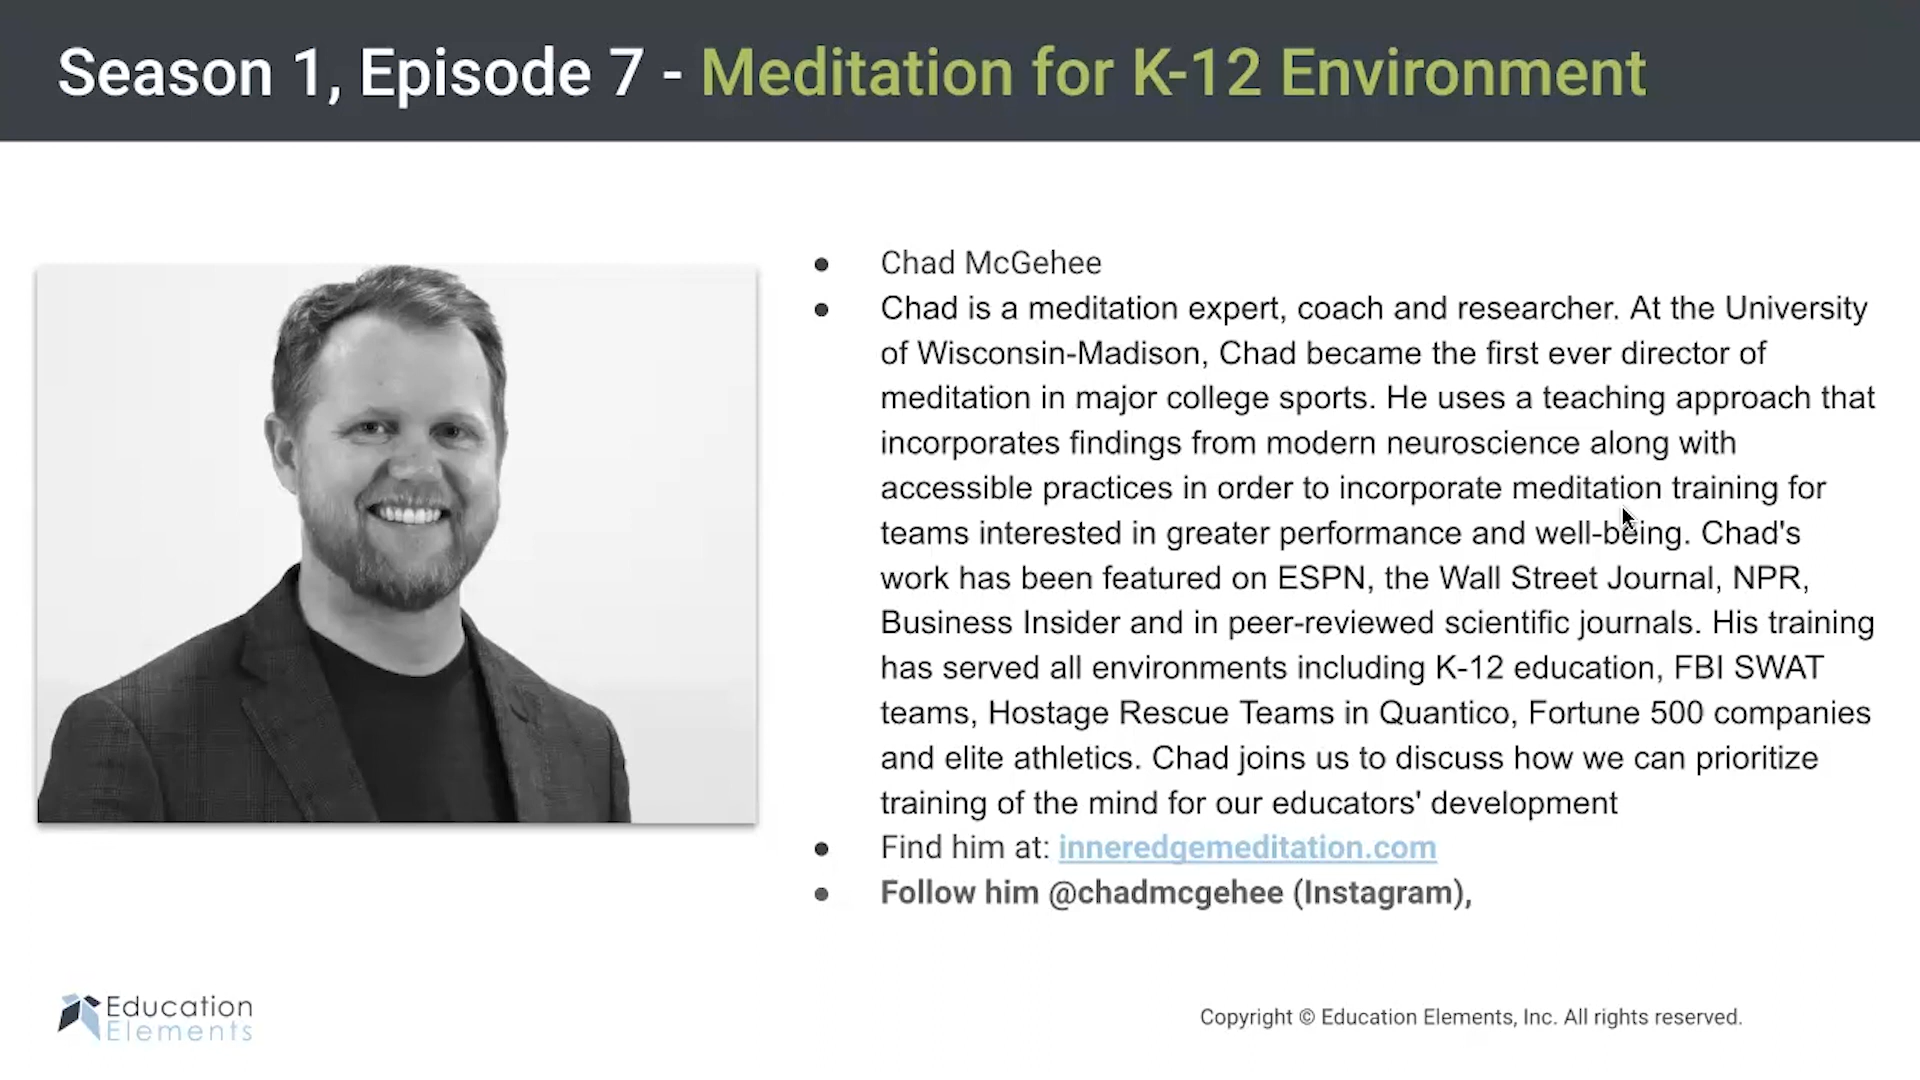 Season 1, Episode 7 - Meditation for K-12 Environment
Chad McGehee
Chad is a meditation expert, coach and researcher. At the University
of Wisconsin-Madison, Chad became the first ever director of
meditation in major college sports. He uses a teaching approach that
incorporates findings from modern neuroscience along with
accessible practices in order to incorporate meditation training for
teams interested in greater performance and well-being. Chad's
work has been featured on ESPN, the Wall Street Journal, NPR,
Business Insider and in peer-reviewed scientific journals. His training
has served all environments including K-12 education, FBI SWAT
teams, Hostage Rescue Teams in Quantico, Fortune 500 companies
and elite athletics. Chad joins us to discuss how we can prioritize
training of the mind for our educators' development
Find him at: inneredgemeditation.com
Follow him @chadmcgehee (Instagram),
Education
Elements
Copyright © Education Elements, Inc. All rights reserved.